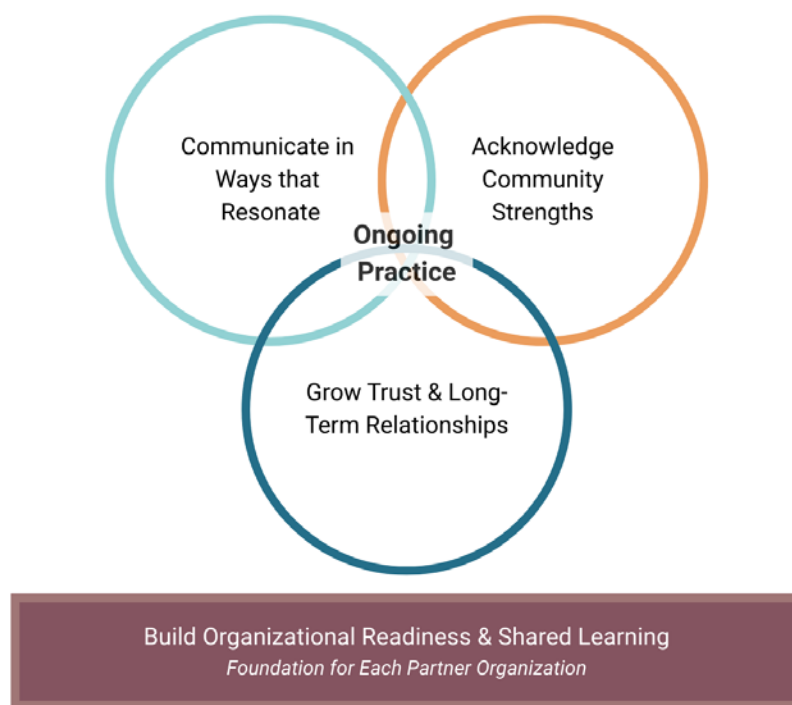 Communicate in
Ways that
Resonate
Acknowledge
Community
Strengths
Ongoing
Practice
Grow Trust & Long-
Term Relationships
Build Organizational Readiness & Shared Learning
Foundation for Each Partner Organization